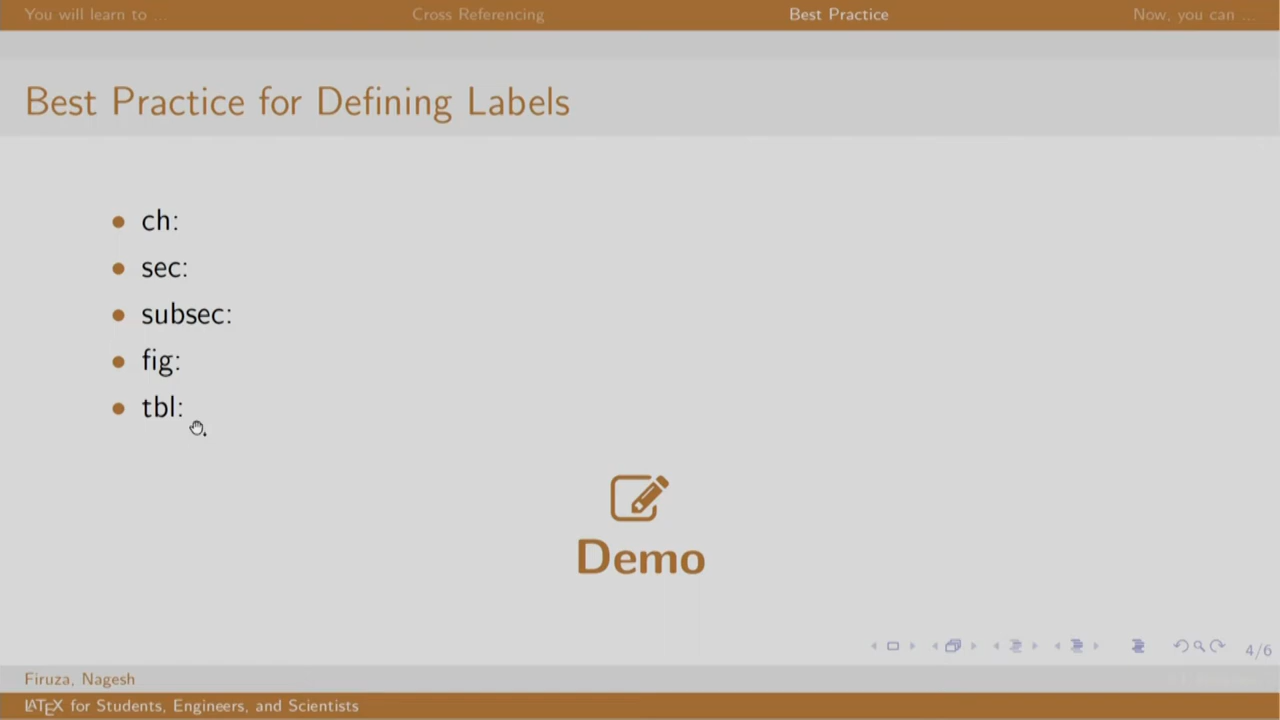 You will learn to ...
Cross Referencing
Best Practice
Now, you can ...
Best Practice for Defining Labels
ch:
sec:
subsec:
fig:
tbl:
Demo
4/6
Firuza, Nagesh
LATEX for Students, Engineers, and Scientists